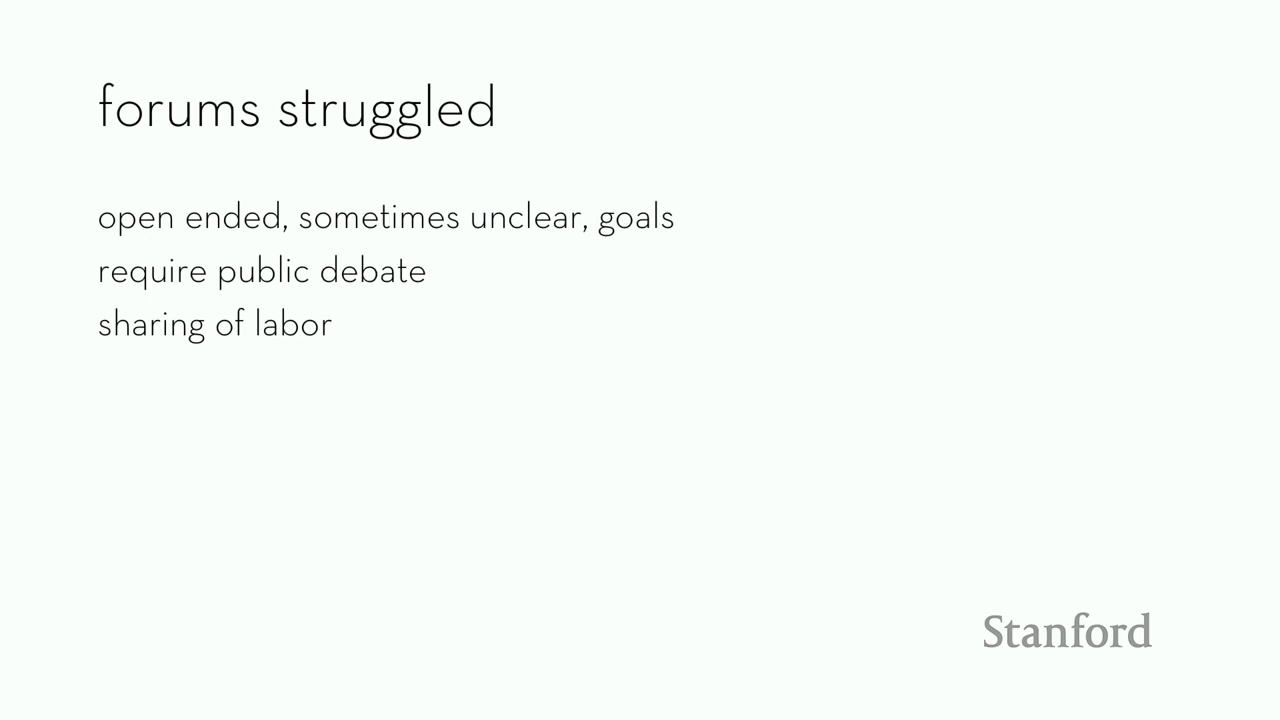 forums struggled
open ended, sometimes unclear, goals
require public debate
sharing of labor
Stanford